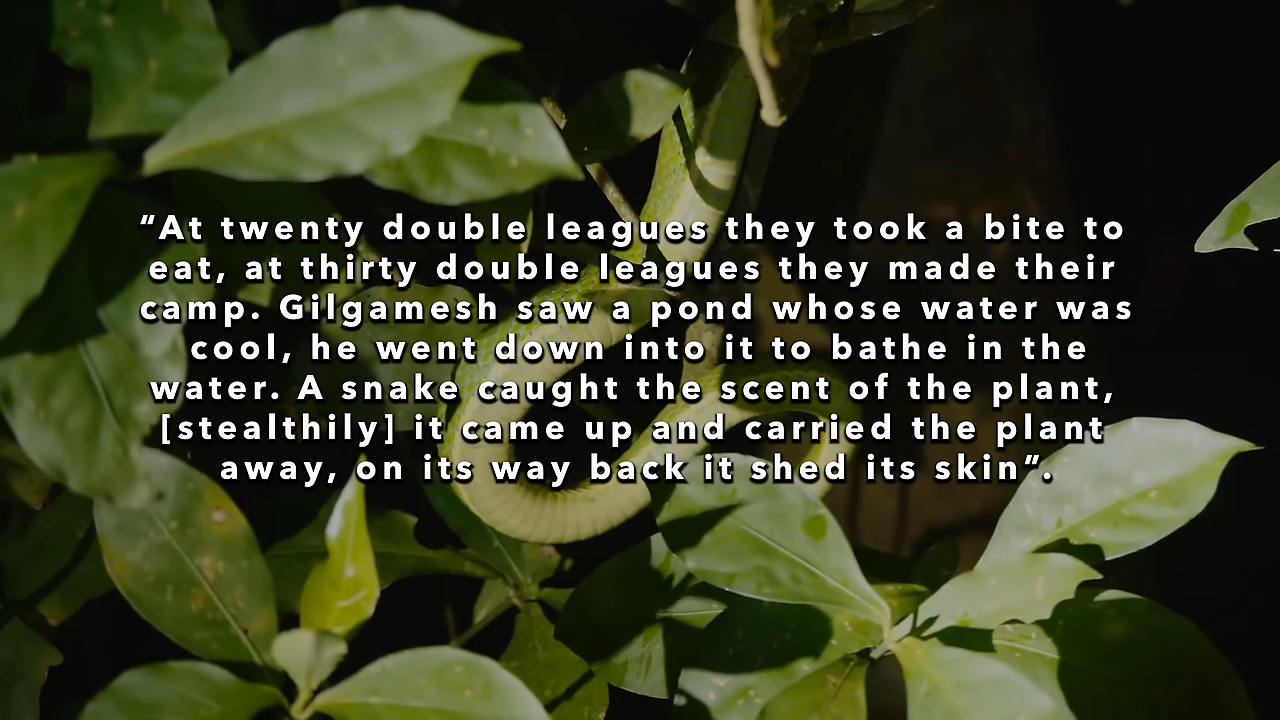 “At twenty double leagues they took a bite to
eat, at thirty double leagues they made their
camp. Gilgamesh saw a pond whose water was
cool, he went down into it to bathe in the
water. A snake caught the scent of the plant,
[stealthily] it came up and carried the plant
away, on its way back it shed its skin”.